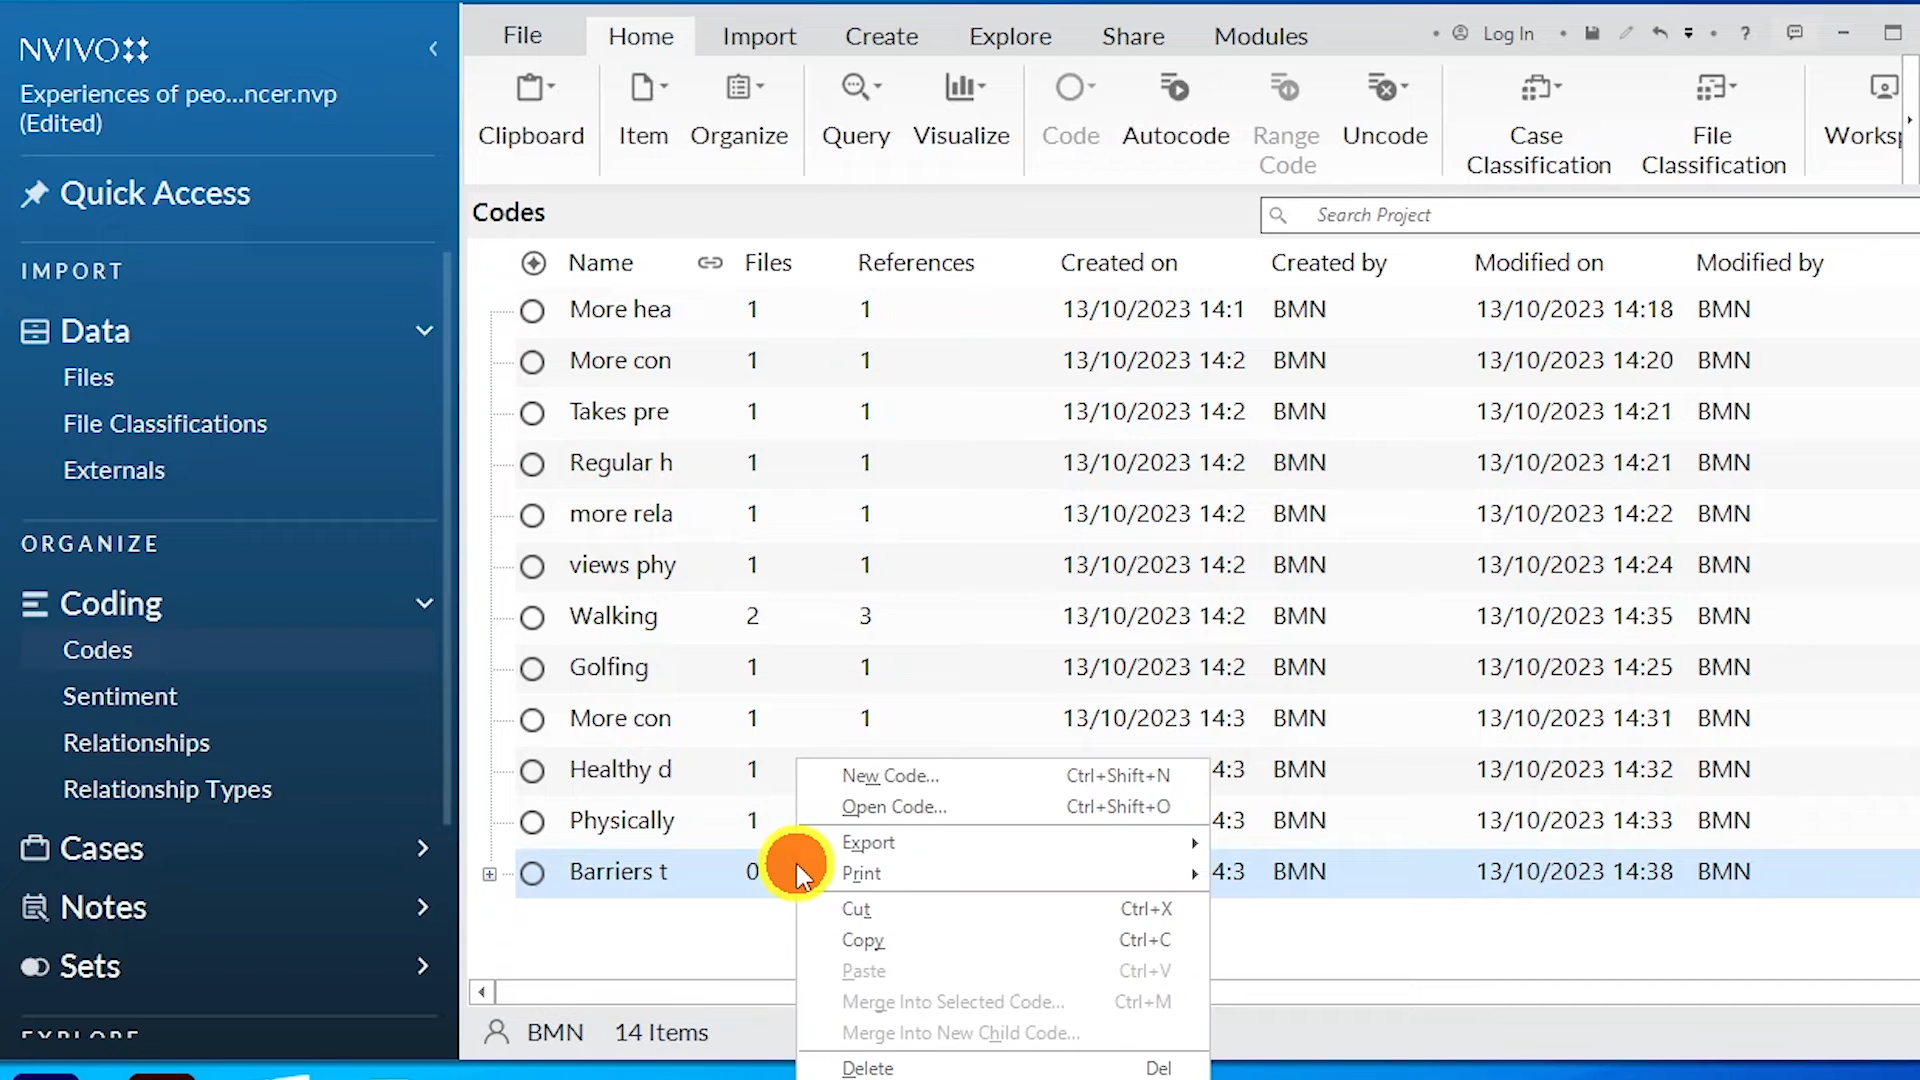 NVIVO
Experiences of peo...ncer.nvp
(Edited)
Quick Access
IMPORT
Data
Files
File Classifications
Externals
ORGANIZE
Coding
Codes
Sentiment
Relationships
Relationship Types
Cases
Notes
Sets
EXPLORE
File Home Import Create Explore Share Modules Log In ?
Clipboard Item Organize Query Visualize Code Autocode Range Code Uncode Case Classification File Classification Worksp
Codes
Search Project
Name Files References Created on Created by Modified on Modified by
More hea 1 1 13/10/2023 14:1 BMN 13/10/2023 14:18 BMN
More con 1 1 13/10/2023 14:2 BMN 13/10/2023 14:20 BMN
Takes pre 1 1 13/10/2023 14:2 BMN 13/10/2023 14:21 BMN
Regular h 1 1 13/10/2023 14:2 BMN 13/10/2023 14:21 BMN
more rela 1 1 13/10/2023 14:2 BMN 13/10/2023 14:22 BMN
views phy 1 1 13/10/2023 14:2 BMN 13/10/2023 14:24 BMN
Walking 2 3 13/10/2023 14:2 BMN 13/10/2023 14:35 BMN
Golfing 1 1 13/10/2023 14:2 BMN 13/10/2023 14:25 BMN
More con 1 1 13/10/2023 14:3 BMN 13/10/2023 14:31 BMN
Healthy d 1 4:3 BMN 13/10/2023 14:32 BMN
Physically 1 4:3 BMN 13/10/2023 14:33 BMN
Barriers t 0 4:3 BMN 13/10/2023 14:38 BMN
New Code... Ctrl+Shift+N
Open Code... Ctrl+Shift+O
Export
Print
Cut Ctrl+X
Copy Ctrl+C
Paste Ctrl+V
Merge Into Selected Code... Ctrl+M
Merge Into New Child Code...
Delete Del
BMN 14 Items